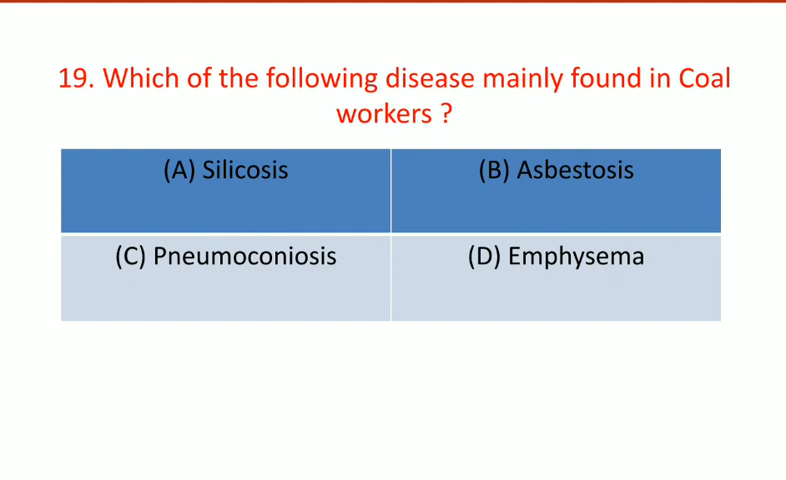 19. Which of the following disease mainly found in Coal
workers ?
(A) Silicosis
(B) Asbestosis
(C) Pneumoconiosis
(D) Emphysema